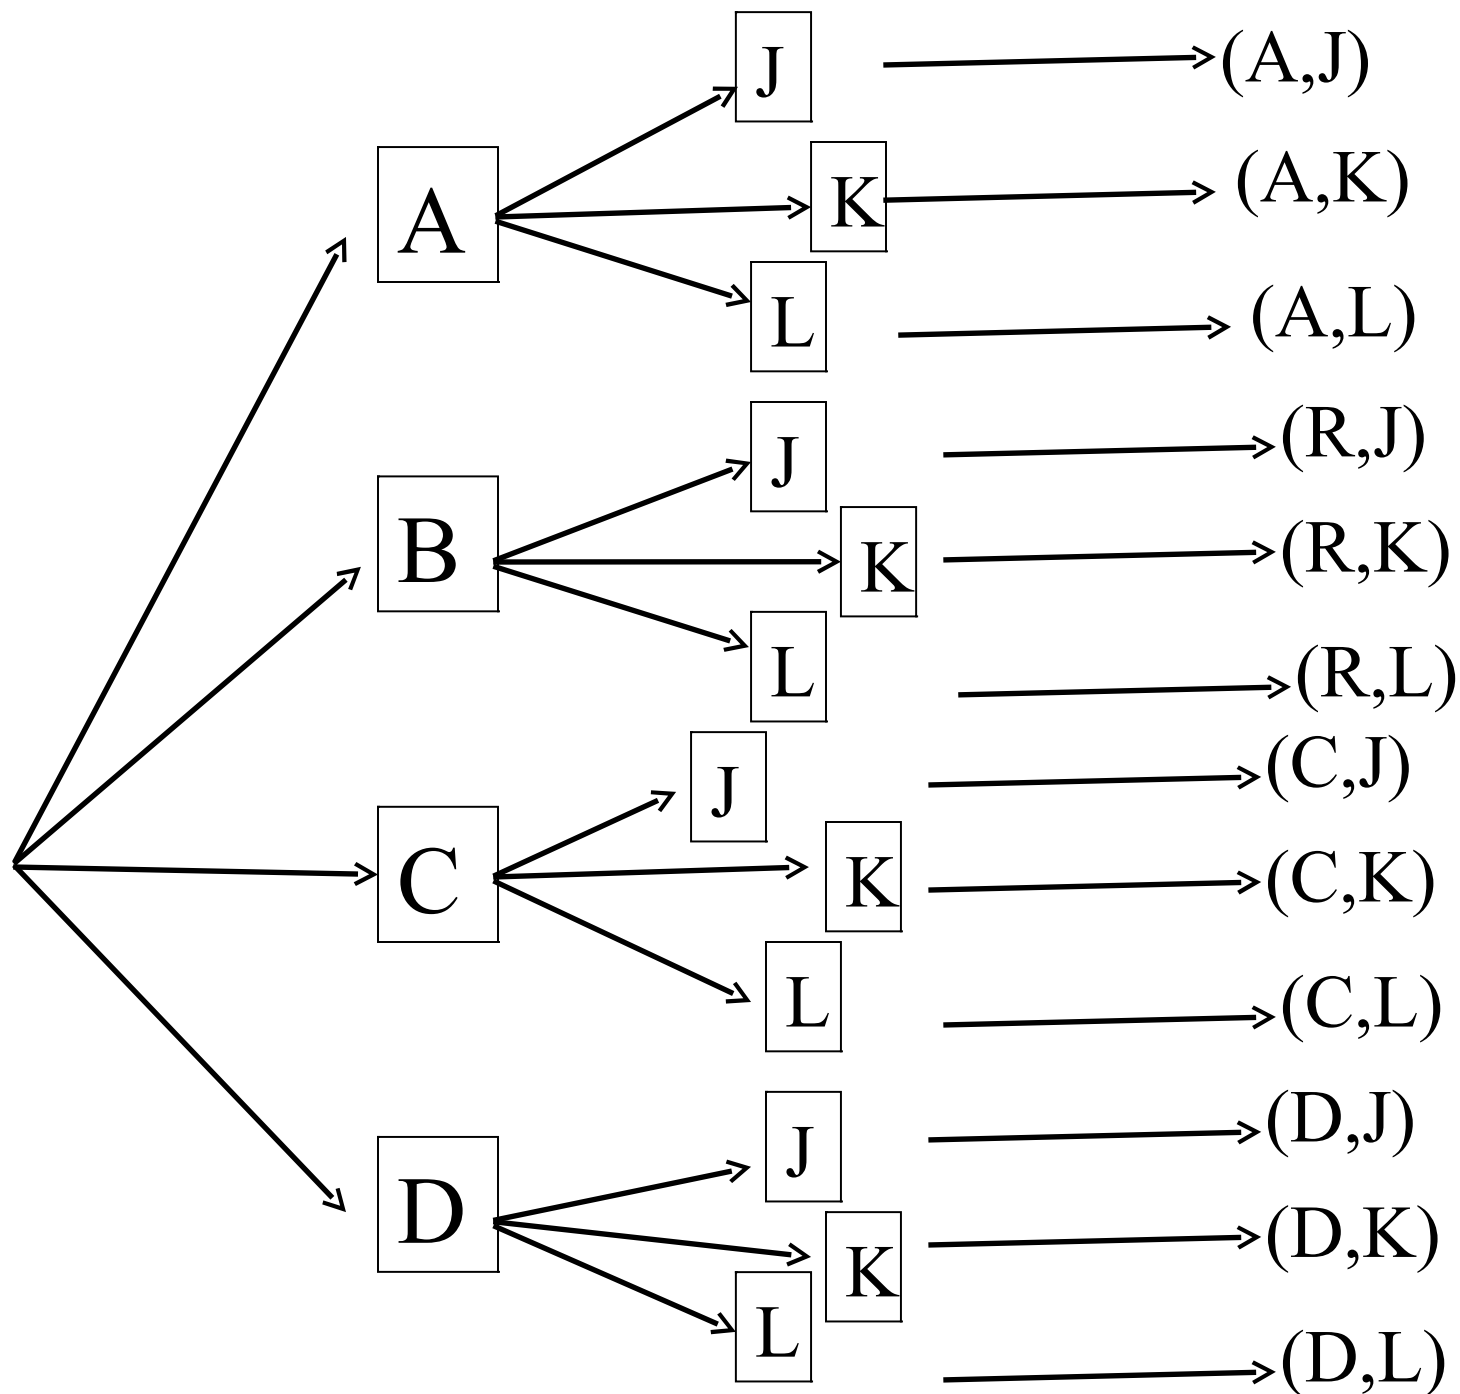 J
(A,J)
A
K
(A,K)
L
(A,L)
J
(R,J)
B
K
(R,K)
L
(R,L)
J
(C,J)
C
K
(C,K)
L
(C,L)
J
(D,J)
D
K
(D,K)
L
(D,L)